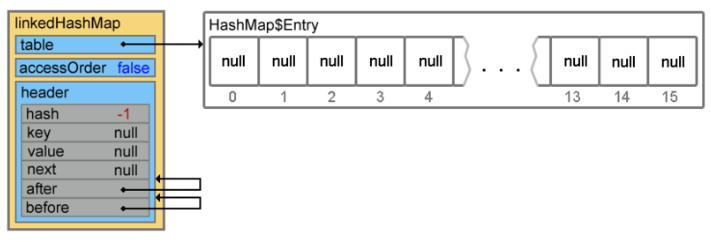 linkedHashMap
table
accessOrder false
header
hash -1
key null
value null
next null
after
before
HashMap$Entry
null null null null null . . . null null null
0 1 2 3 4 13 14 15